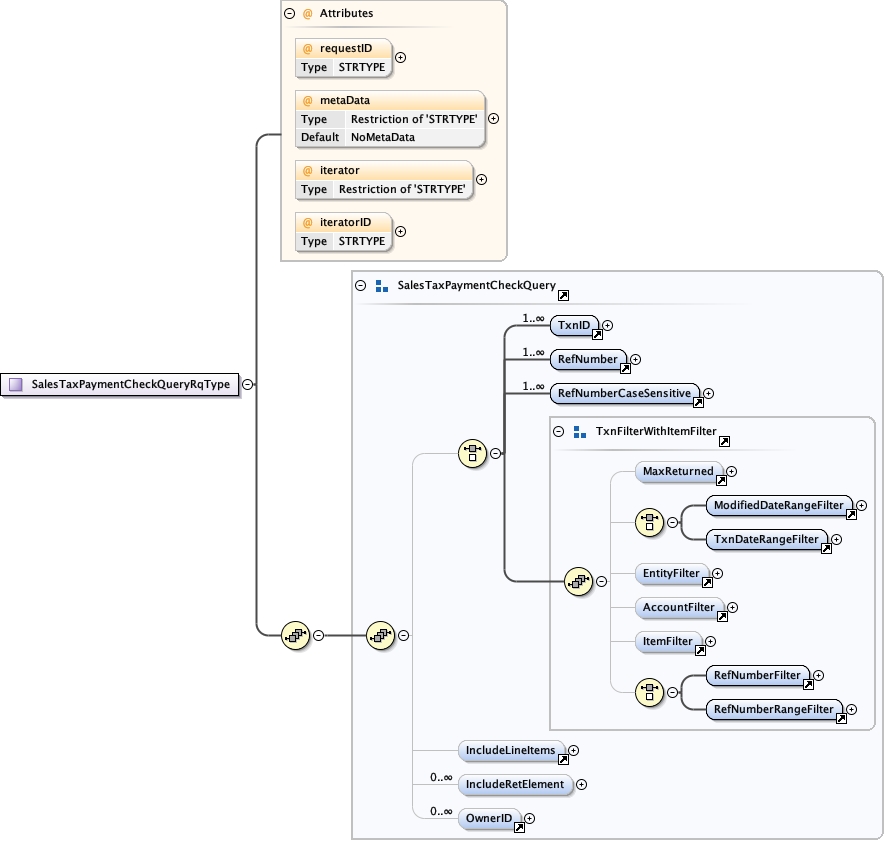 @ Attributes
@ requestID
Type STRTYPE
@ metaData
Type Restriction of 'STRTYPE'
Default NoMetaData
@ iterator
Type Restriction of 'STRTYPE'
@ iteratorID
Type STRTYPE
SalesTaxPaymentCheckQuery
1..∞ TxnID
1..∞ RefNumber
SalesTaxPaymentCheckQueryRqType
1..∞ RefNumberCaseSensitive
TxnFilterWithItemFilter
MaxReturned
ModifiedDateRangeFilter
TxnDateRangeFilter
EntityFilter
AccountFilter
ItemFilter
RefNumberFilter
RefNumberRangeFilter
IncludeLineItems
0..∞ IncludeRetElement
0..∞ OwnerID